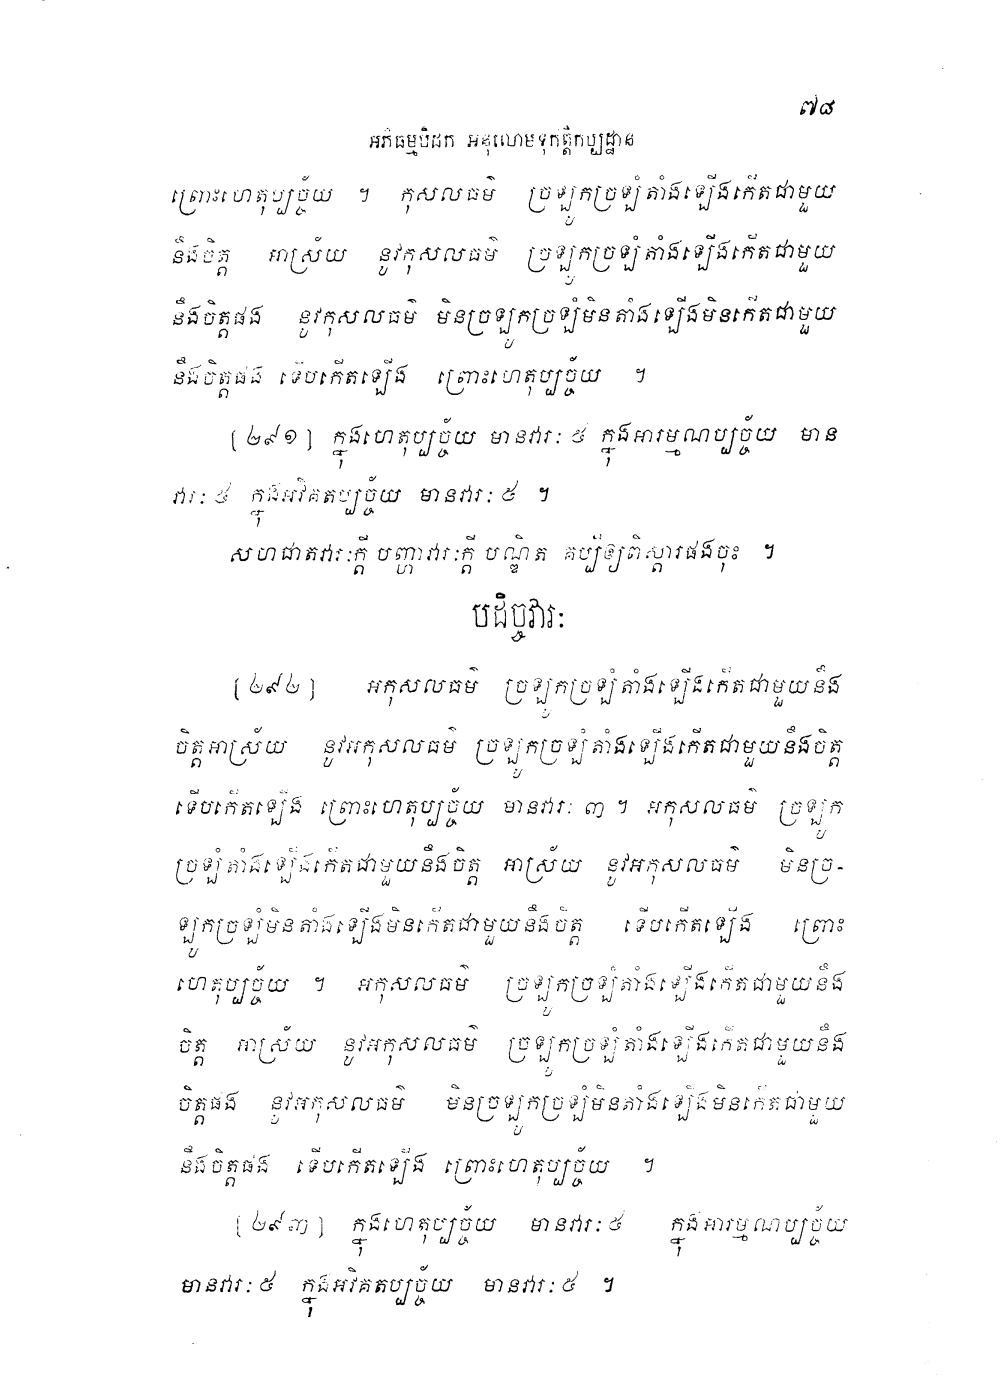 ៧៨
អភិធម្មបិដក អនុលោមទុកត្តិកប្បដ្ឋាន
ព្រោះហេតុប្បច្ច័យ ។ កុសលធម៌ ច្រឡូកច្រឡំតាំងឡើងកើតជាមួយ
នឹងចិត្ត អាស្រ័យ នូវកុសលធម៌ ច្រឡូកច្រឡំតាំងឡើងកើតជាមួយ
នឹងចិត្តផង នូវកុសលធម៌ មិនច្រឡូកច្រឡំមិនតាំងឡើងមិនកើតជាមួយ
នឹងចិត្តផង ទើបកើតឡើង ព្រោះហេតុប្បច្ច័យ ។
[២៩១] ក្នុងហេតុប្បច្ច័យ មានវារៈ ៥ ក្នុងអារម្មណប្បច្ច័យ មាន
វារៈ ៥ ក្នុងអវិគតប្បច្ច័យ មានវារៈ ៥ ។
សហជាតវារៈក្តី បញ្ហាវារៈក្តី បណ្ឌិត គប្បីឲ្យពិស្តារផងចុះ ។
បដិច្ចវារៈ
[២៩២] អកុសលធម៌ ច្រឡូកច្រឡំតាំងឡើងកើតជាមួយនឹង
ចិត្តអាស្រ័យ នូវអកុសលធម៌ ច្រឡូកច្រឡំតាំងឡើងកើតជាមួយនឹងចិត្ត
ទើបកើតឡើង ព្រោះហេតុប្បច្ច័យ មានវារៈ ៣ ។ អកុសលធម៌ ច្រឡូក
ច្រឡំតាំងឡើងកើតជាមួយនឹងចិត្ត អាស្រ័យ នូវអកុសលធម៌ មិនច្រ-
ឡូកច្រឡំមិនតាំងឡើងមិនកើតជាមួយនឹងចិត្ត ទើបកើតឡើង ព្រោះ
ហេតុប្បច្ច័យ ។ អកុសលធម៌ ច្រឡូកច្រឡំតាំងឡើងកើតជាមួយនឹង
ចិត្ត អាស្រ័យ នូវអកុសលធម៌ ច្រឡូកច្រឡំតាំងឡើងកើតជាមួយនឹង
ចិត្តផង នូវអកុសលធម៌ មិនច្រឡូកច្រឡំមិនតាំងឡើងមិនកើតជាមួយ
នឹងចិត្តផង ទើបកើតឡើង ព្រោះហេតុប្បច្ច័យ ។
[២៩៣] ក្នុងហេតុប្បច្ច័យ មានវារៈ ៥ ក្នុងអារម្មណប្បច្ច័យ
មានវារៈ ៥ ក្នុងអវិគតប្បច្ច័យ មានវារៈ ៥ ។